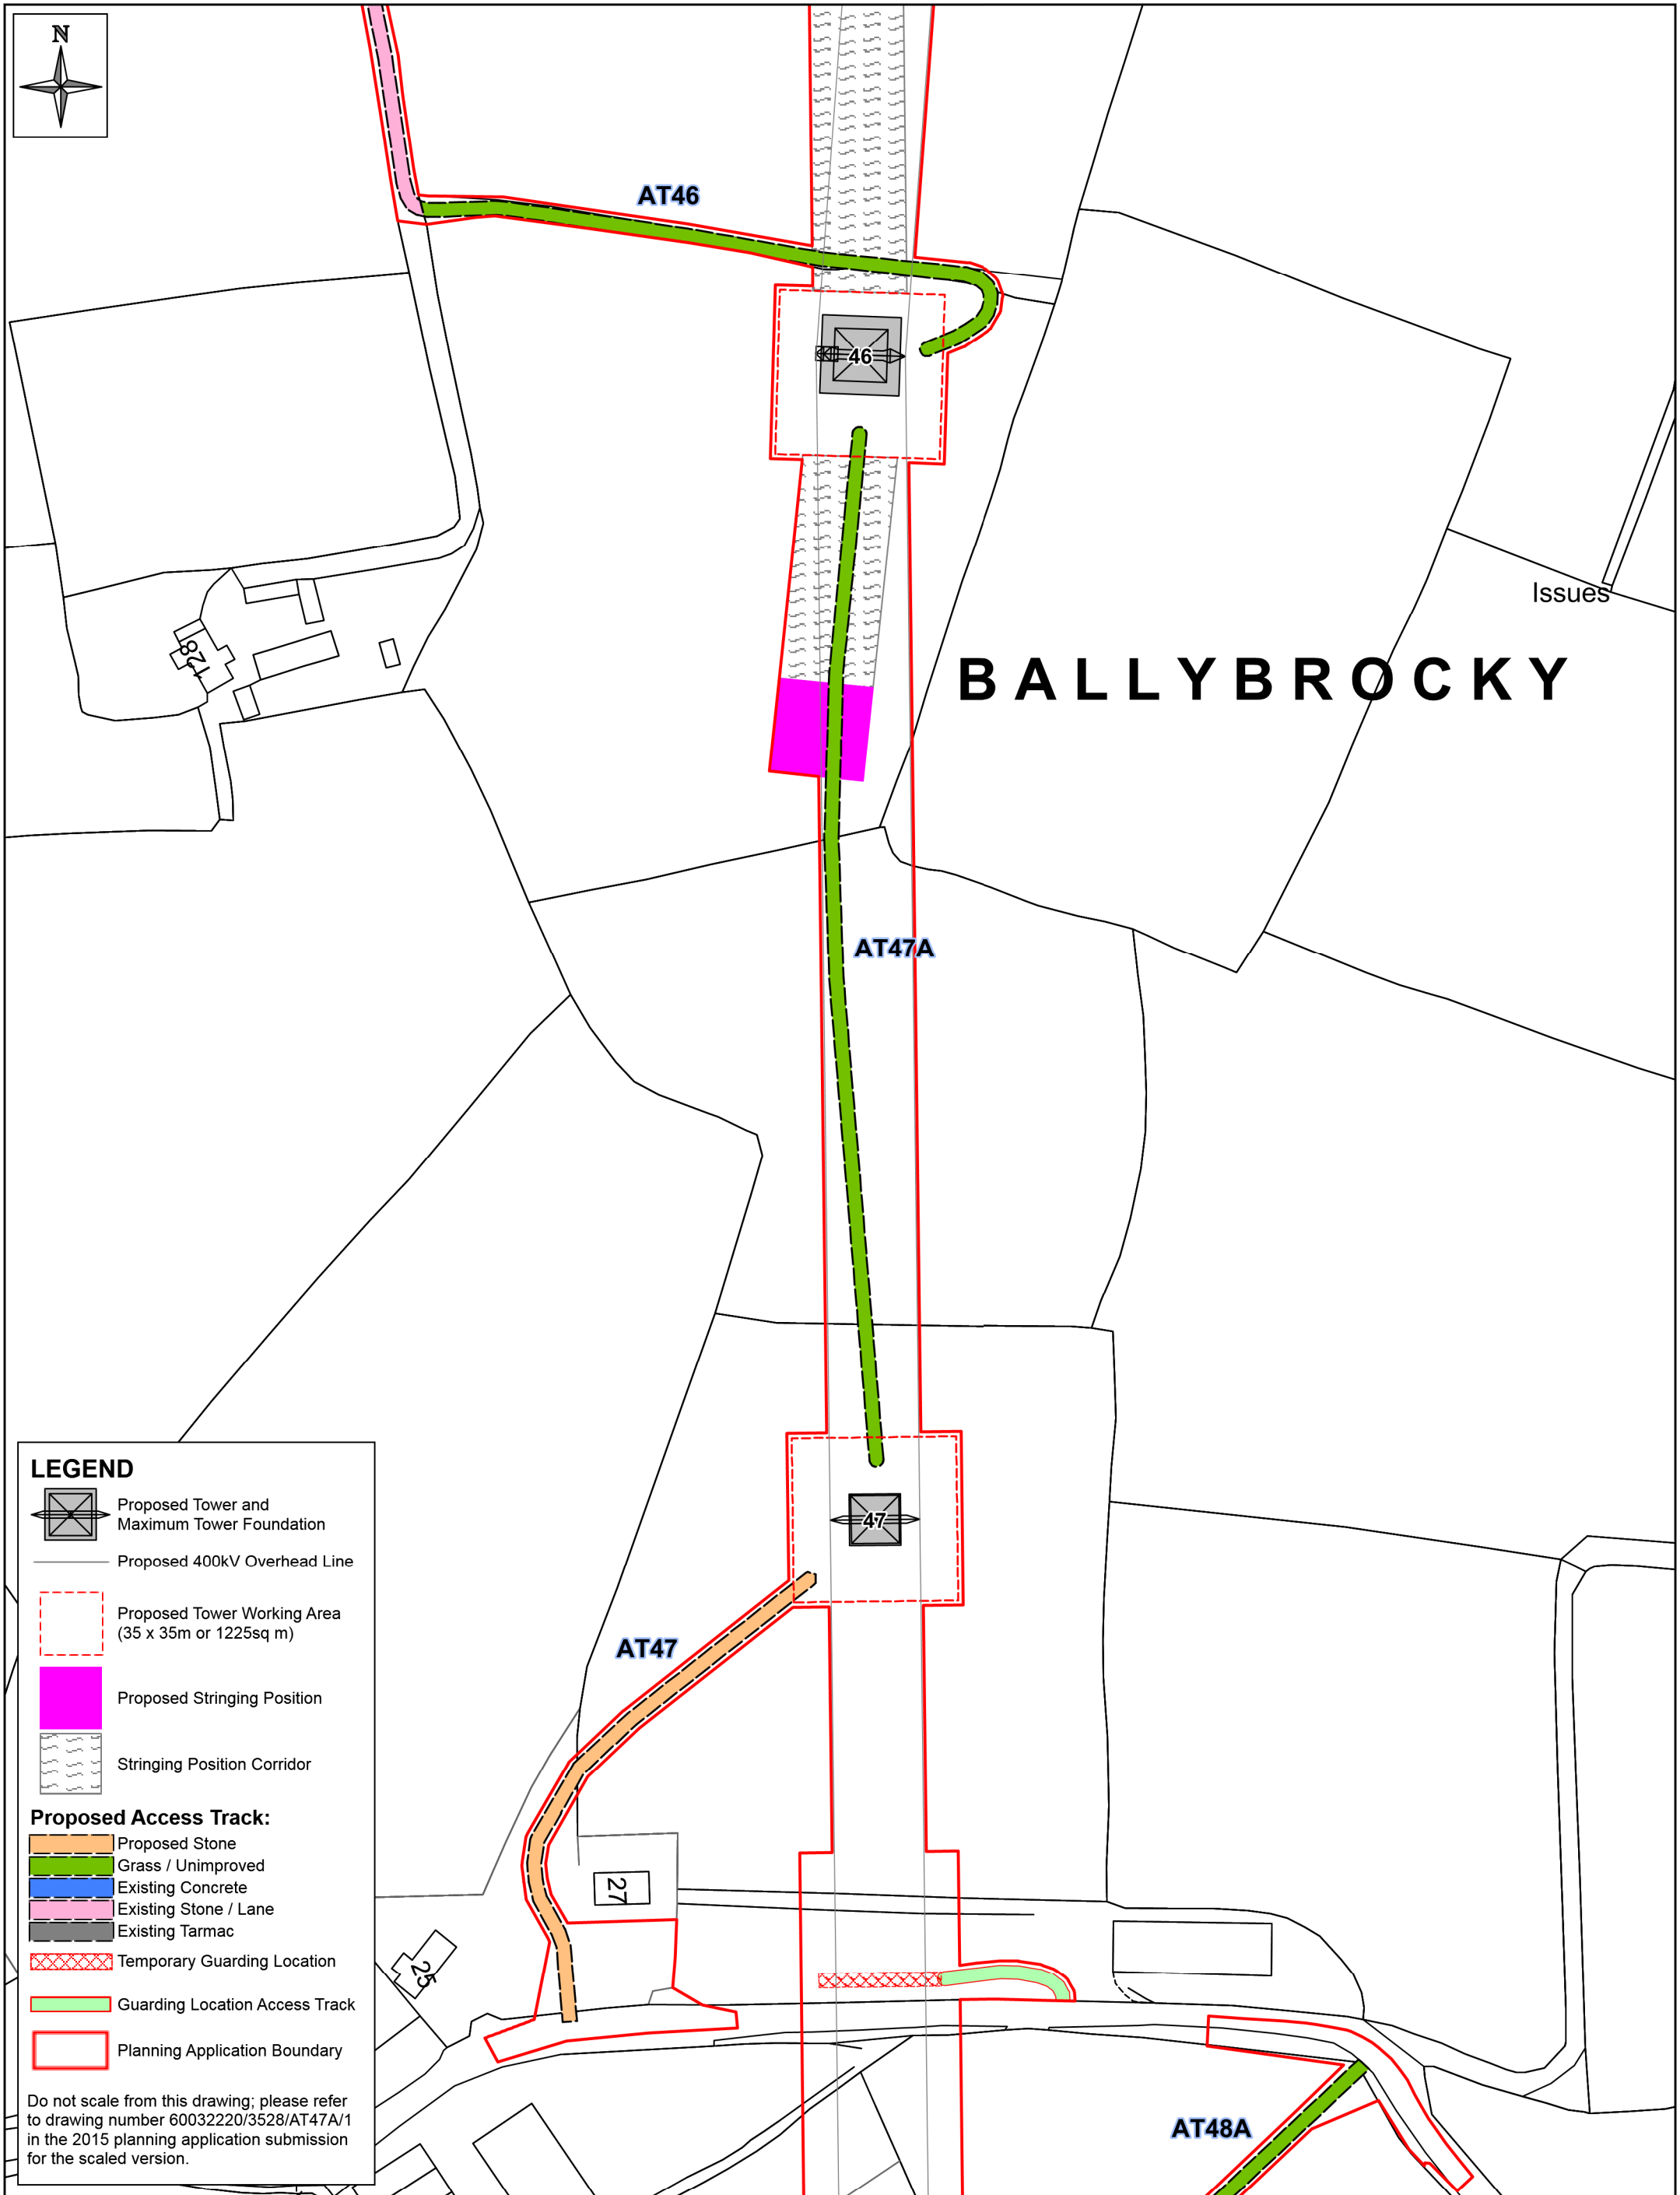 N
AT46
46
Issues
128
BALLYBROCKY
AT47A
47
AT47
27
25
AT48A
LEGEND
Proposed Tower and
Maximum Tower Foundation
Proposed 400kV Overhead Line
Proposed Tower Working Area
(35 x 35m or 1225sq m)
Proposed Stringing Position
Stringing Position Corridor
Proposed Access Track:
Proposed Stone
Grass / Unimproved
Existing Concrete
Existing Stone / Lane
Existing Tarmac
Temporary Guarding Location
Guarding Location Access Track
Planning Application Boundary
Do not scale from this drawing; please refer
to drawing number 60032220/3528/AT47A/1
in the 2015 planning application submission
for the scaled version.